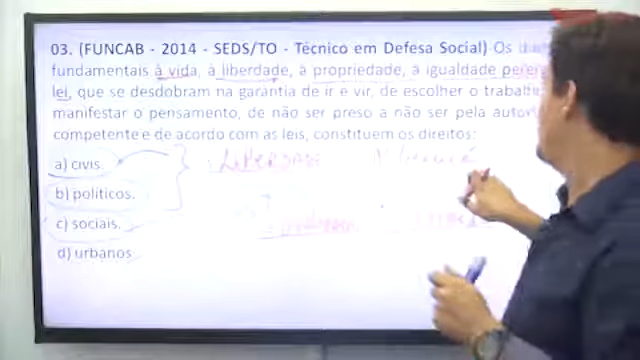 03. (FUNCAB - 2014 - SEDS/TO - Técnico em Defesa Social) Os
fundamentais à vida, à liberdade, à propriedade, à igualdade
lei, que se desdobram na garantia de ir e vir, de escolher o
manifestar o pensamento, de não ser preso a não ser pela
competente e de acordo com as leis, constituem os direitos:
a) civis.
LIBERDADE
b) políticos.
c) sociais.
d) urbanos